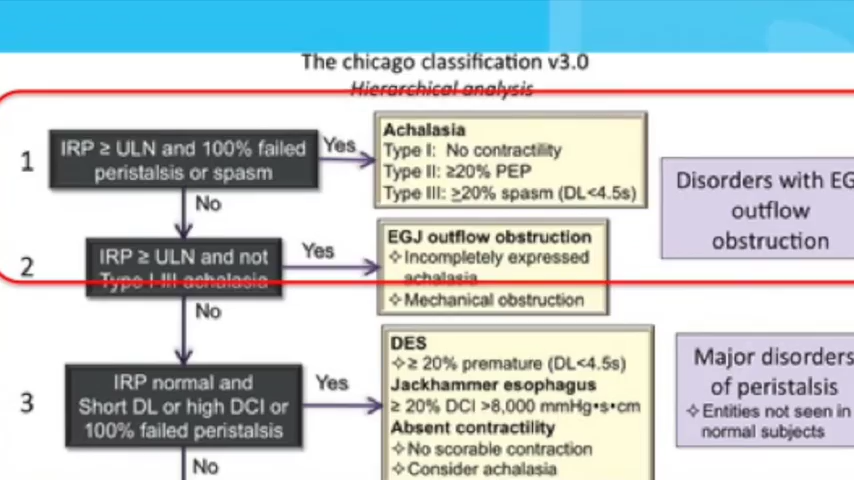 The chicago classification v3.0
Hierarchical analysis
1
IRP ≥ ULN and 100% failed
peristalsis or spasm
Yes
Achalasia
Type I: No contractility
Type II: ≥20% PEP
Type III: ≥20% spasm (DL<4.5s)
Disorders with EG
outflow
obstruction
No
2
IRP ≥ ULN and not
Type I-III achalasia
Yes
EGJ outflow obstruction
✧Incompletely expressed
achalasia
✧Mechanical obstruction
No
3
IRP normal and
Short DL or high DCI or
100% failed peristalsis
Yes
DES
✧≥ 20% premature (DL<4.5s)
Jackhammer esophagus
≥ 20% DCI >8,000 mmHg•s•cm
Absent contractility
✧No scorable contraction
✧Consider achalasia
Major disorders
of peristalsis
✧Entities not seen in
normal subjects
No